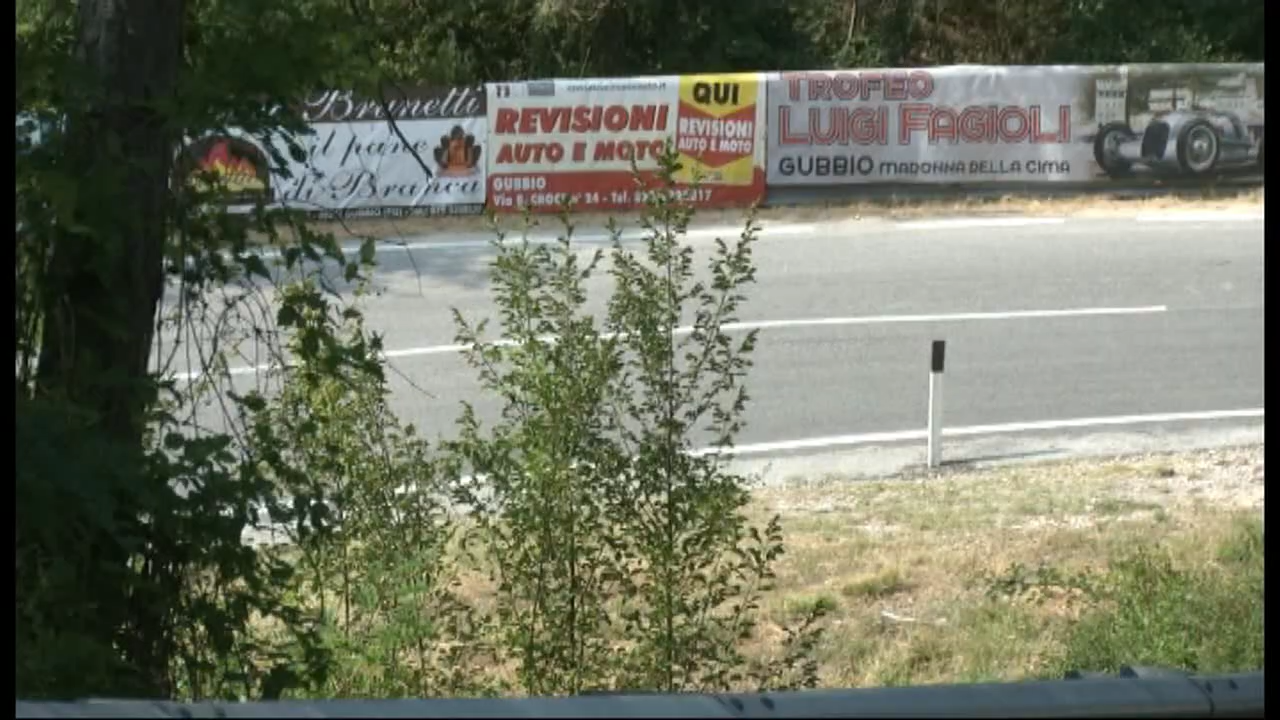 Brunetti
il pane
di Branca
REVISIONI
AUTO E MOTO
GUBBIO
QUI
REVISIONI
AUTO E MOTO
TROFEO
LUIGI FAGIOLI
GUBBIO MADONNA DELLA CIMA